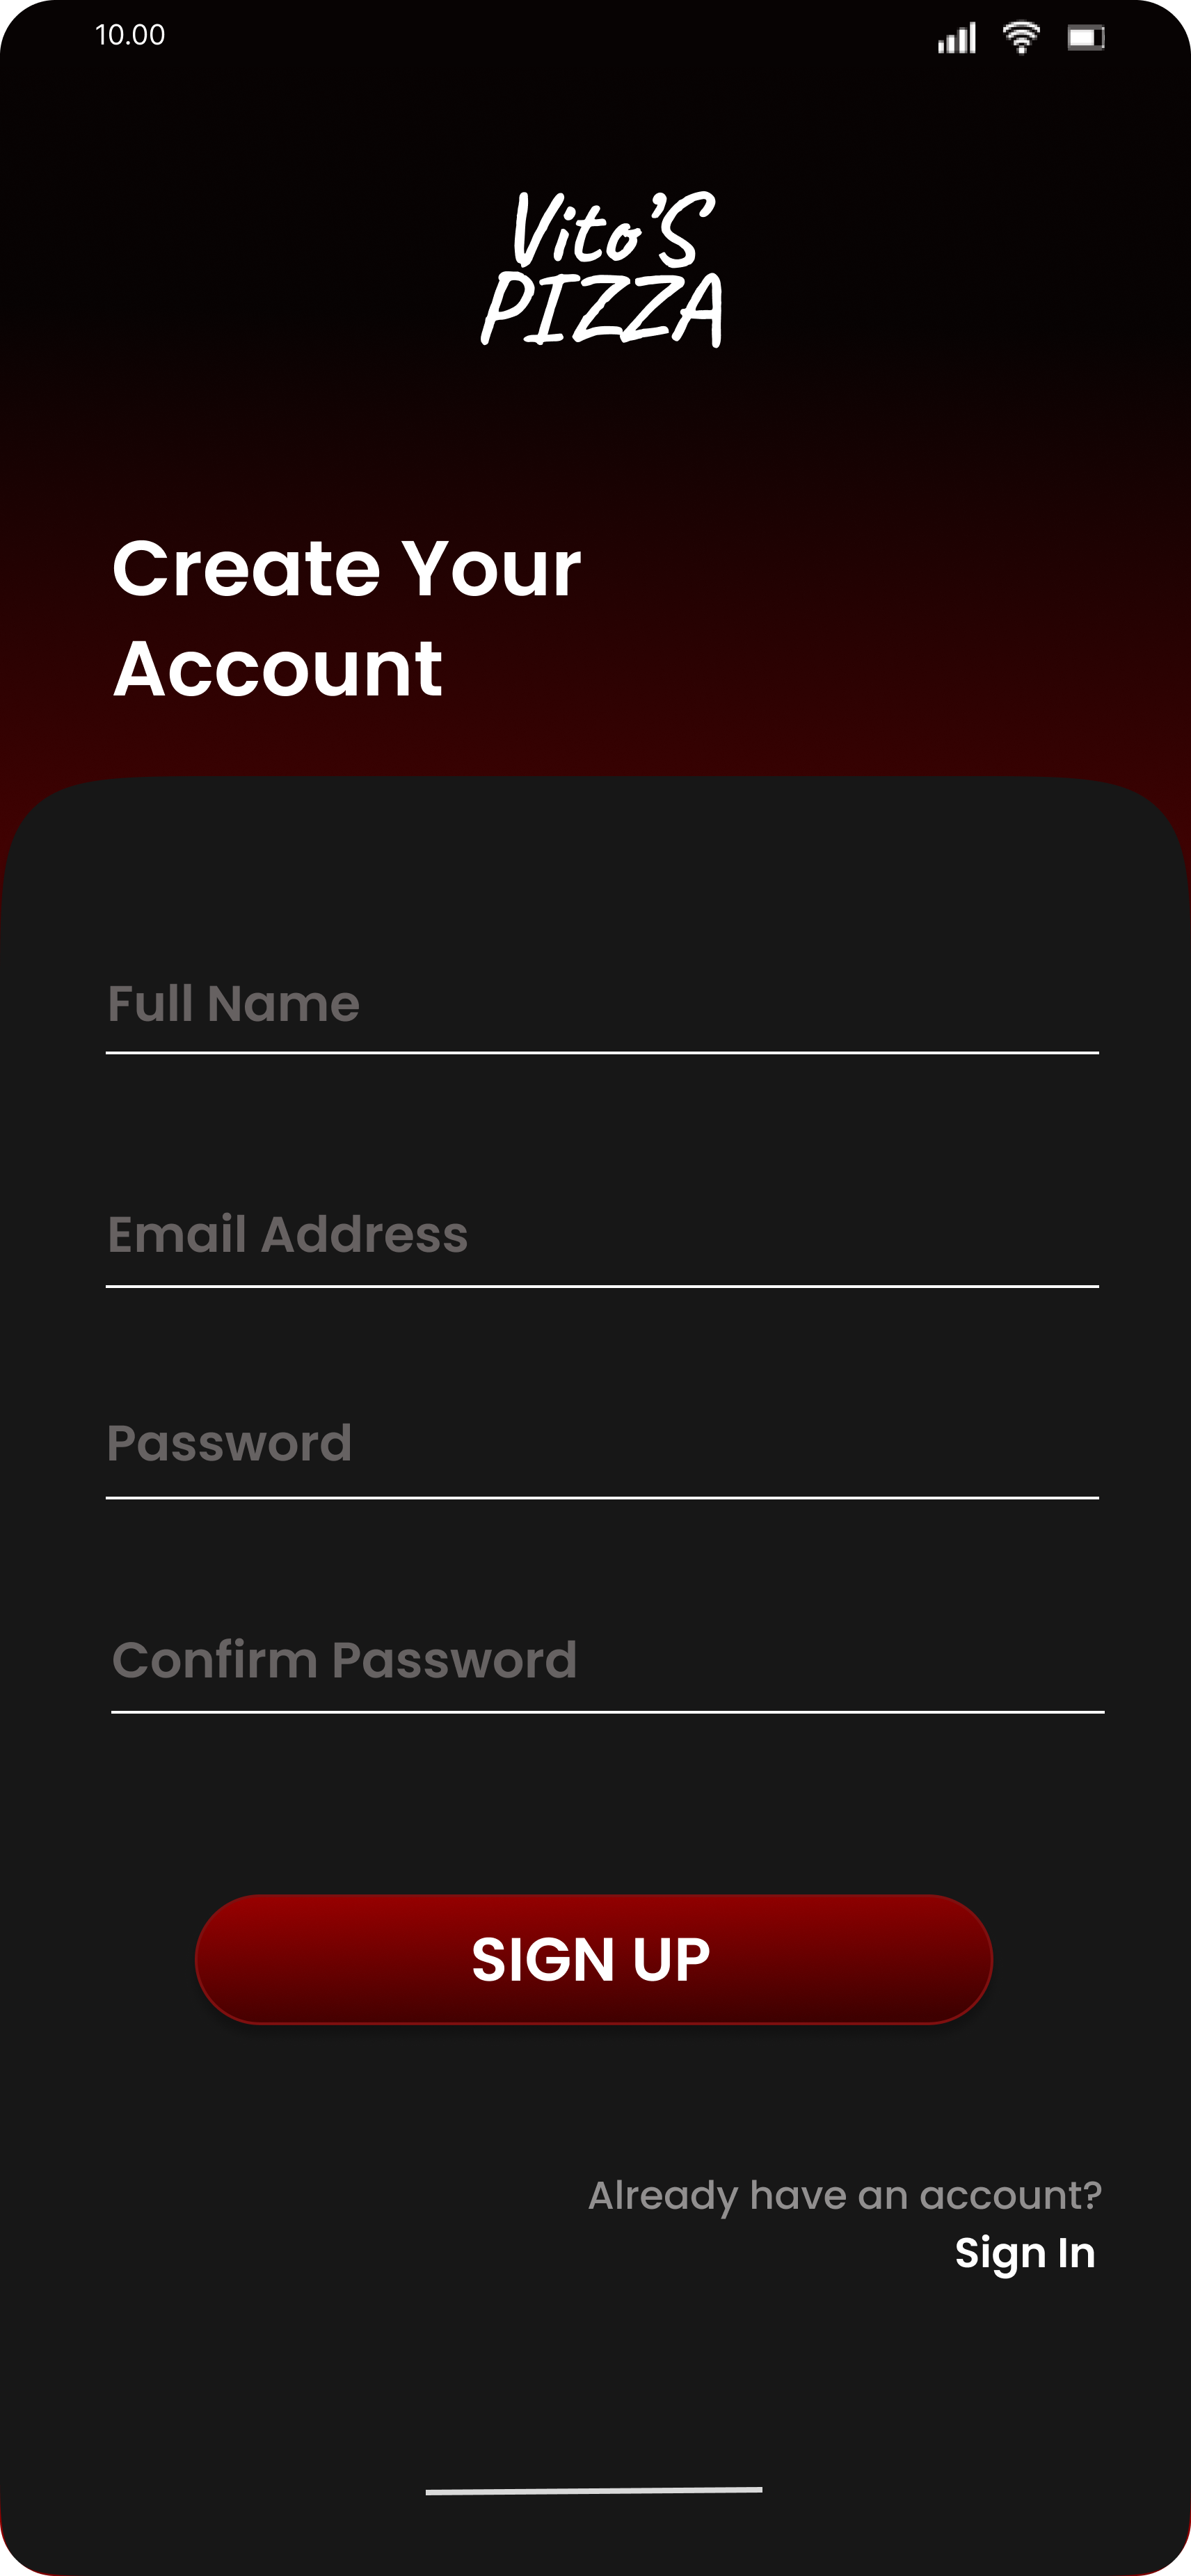 10.00
Vito'S
PIZZA
Create Your
Account
Full Name
Email Address
Password
Confirm Password
SIGN UP
Already have an account?
Sign In